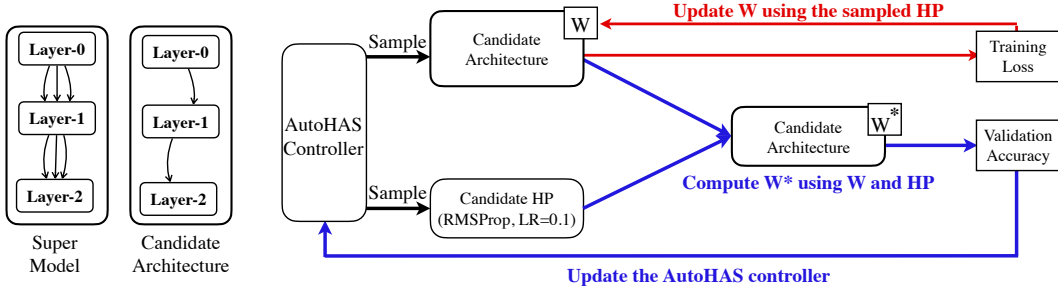 Layer-0
Layer-1
Layer-2
Super
Model
Layer-0
Layer-1
Layer-2
Candidate
Architecture
AutoHAS
Controller
Sample
Sample
Candidate
Architecture
W
Candidate HP
(RMSProp, LR=0.1)
Update W using the sampled HP
Training
Loss
Candidate
Architecture
W*
Compute W* using W and HP
Validation
Accuracy
Update the AutoHAS controller